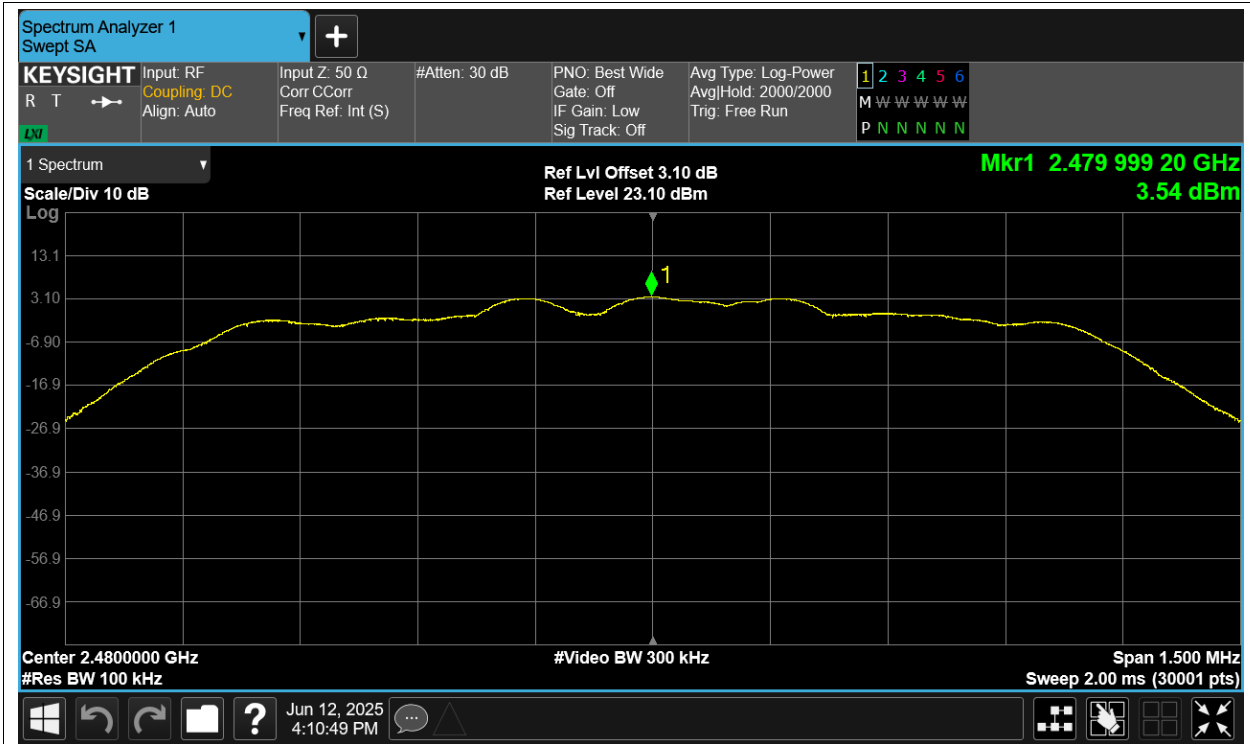 Spectrum Analyzer 1
Swept SA
KEYSIGHT
R T
LXI
Input: RF
Coupling: DC
Align: Auto
Input Z: 50 Ω
Corr CCorr
Freq Ref: Int (S)
#Atten: 30 dB
PNO: Best Wide
Gate: Off
IF Gain: Low
Sig Track: Off
Avg Type: Log-Power
Avg|Hold: 2000/2000
Trig: Free Run
1 2 3 4 5 6
M W W W W W
P N N N N N
1 Spectrum
Scale/Div 10 dB
Log
Ref Lvl Offset 3.10 dB
Ref Level 23.10 dBm
Mkr1 2.479 999 20 GHz
3.54 dBm
13.1
1
3.10
-6.90
-16.9
-26.9
-36.9
-46.9
-56.9
-66.9
Center 2.4800000 GHz
#Video BW 300 kHz
Span 1.500 MHz
#Res BW 100 kHz
Sweep 2.00 ms (30001 pts)
?
Jun 12, 2025
4:10:49 PM